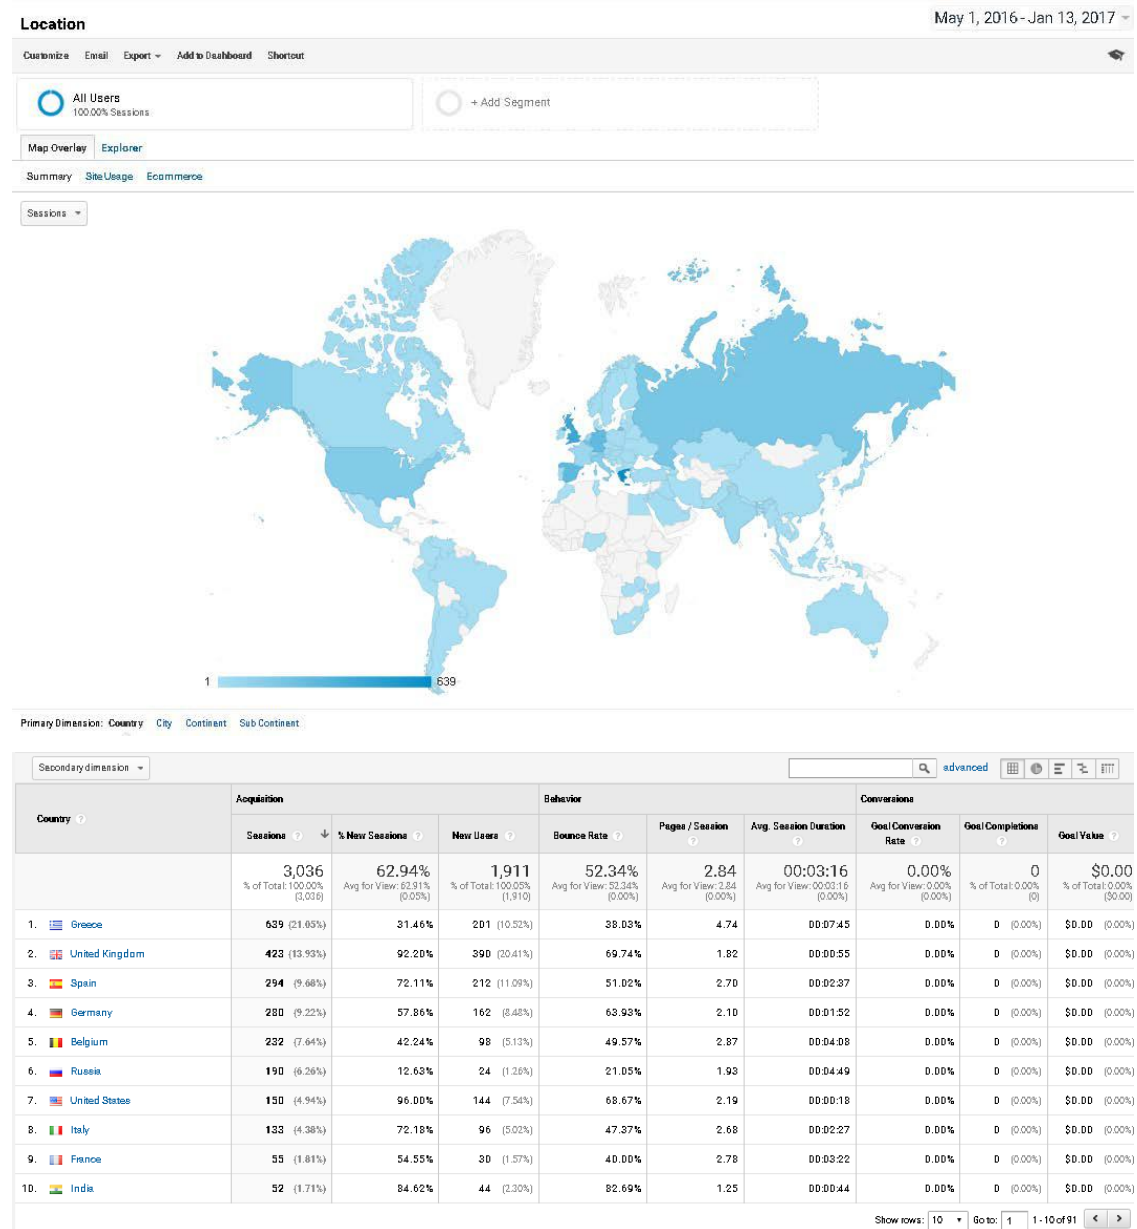 Location
May 1, 2016 - Jan 13, 2017
Customize Email Export Add to Dashboard Shortcut
All Users
100.00% Sessions
+ Add Segment
Map Overlay Explorer
Summary Site Usage Ecommerce
Sessions
1 639
Primary Dimension: Country City Continent Sub Continent
Secondary dimension advanced
Country ? Acquisition Behavior Conversions
Sessions ? % New Sessions ? New Users ? Bounce Rate ? Pages / Session ? Avg. Session Duration ? Goal Conversion Rate ? Goal Completions ? Goal Value ?
3,036 62.94% 1,911 52.34% 2.84 00:03:16 0.00% 0 $0.00
% of Total: 100.00% (3,036) Avg for View: 62.91% (0.05%) % of Total: 100.05% (1,910) Avg for View: 52.34% (0.00%) Avg for View: 2.84 (0.00%) Avg for View: 00:03:16 (0.00%) Avg for View: 0.00% (0.00%) % of Total: 0.00% (0) % of Total: 0.00% ($0.00)
1. Greece 639 (21.05%) 31.46% 201 (10.52%) 38.03% 4.74 00:07:45 0.00% 0 (0.00%) $0.00 (0.00%)
2. United Kingdom 423 (13.93%) 92.20% 390 (20.41%) 69.74% 1.82 00:00:55 0.00% 0 (0.00%) $0.00 (0.00%)
3. Spain 294 (9.68%) 72.11% 212 (11.09%) 51.02% 2.70 00:02:37 0.00% 0 (0.00%) $0.00 (0.00%)
4. Germany 280 (9.22%) 57.86% 162 (8.48%) 63.93% 2.10 00:01:52 0.00% 0 (0.00%) $0.00 (0.00%)
5. Belgium 232 (7.64%) 42.24% 98 (5.13%) 49.57% 2.87 00:04:08 0.00% 0 (0.00%) $0.00 (0.00%)
6. Russia 190 (6.26%) 12.63% 24 (1.26%) 21.05% 1.93 00:04:49 0.00% 0 (0.00%) $0.00 (0.00%)
7. United States 150 (4.94%) 96.00% 144 (7.54%) 68.67% 2.19 00:00:18 0.00% 0 (0.00%) $0.00 (0.00%)
8. Italy 133 (4.38%) 72.18% 96 (5.02%) 47.37% 2.68 00:02:27 0.00% 0 (0.00%) $0.00 (0.00%)
9. France 55 (1.81%) 54.55% 30 (1.57%) 40.00% 2.78 00:03:22 0.00% 0 (0.00%) $0.00 (0.00%)
10. India 52 (1.71%) 84.62% 44 (2.30%) 82.69% 1.25 00:00:44 0.00% 0 (0.00%) $0.00 (0.00%)
Show rows: 10 Go to: 1 1 - 10 of 91